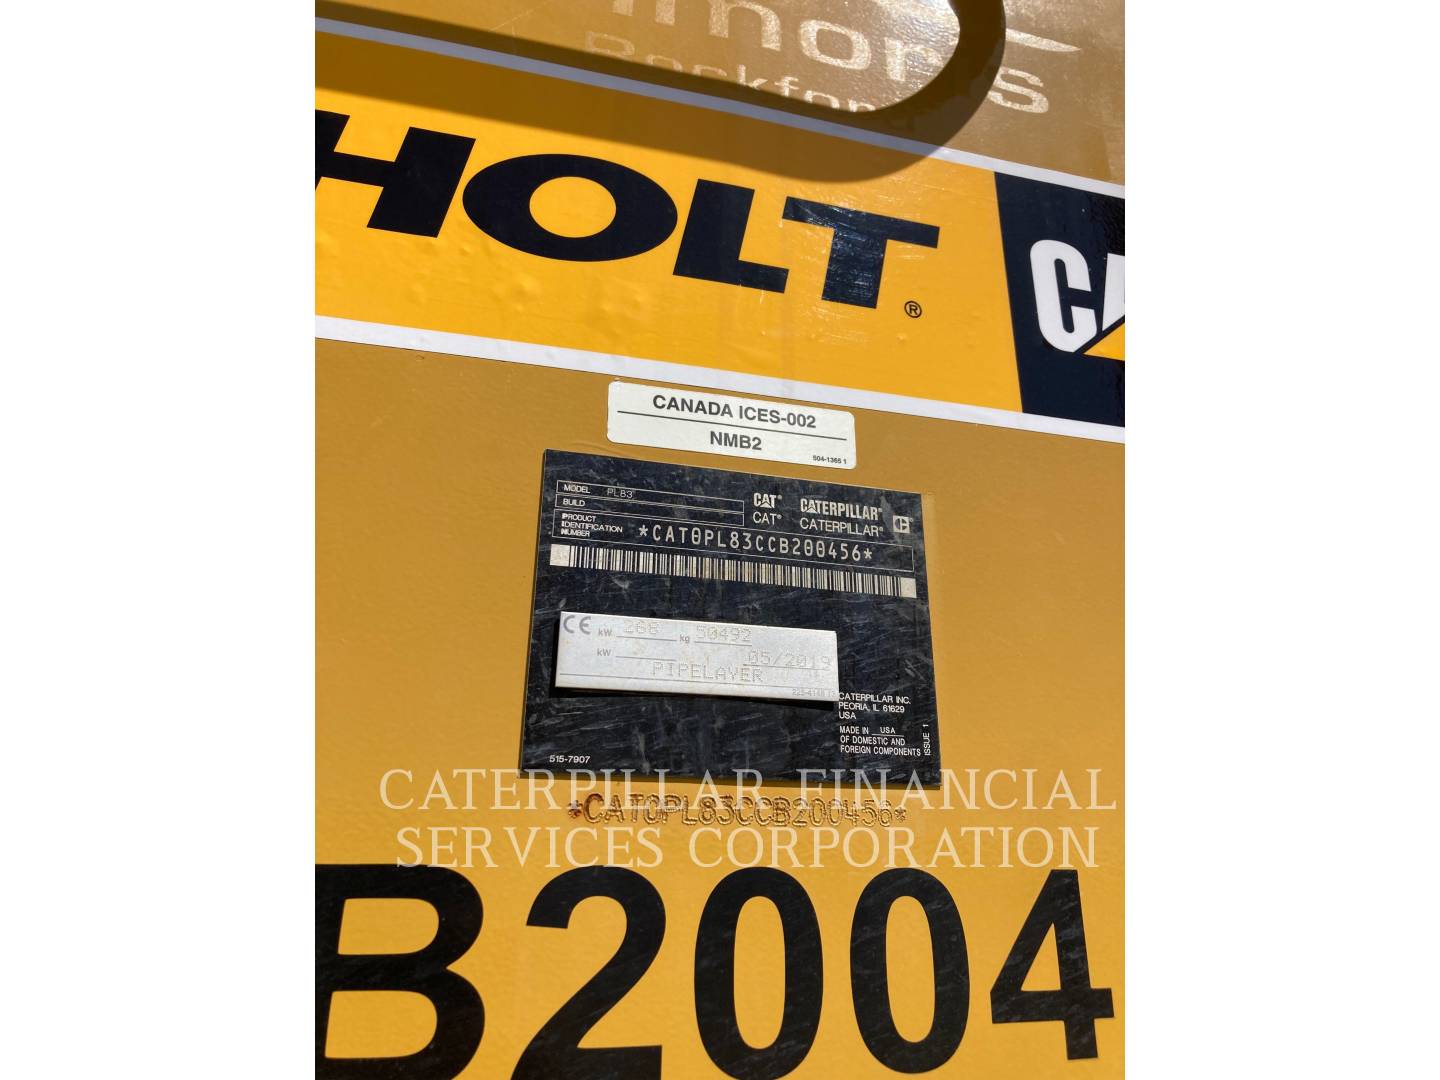 HOLT®
CANADA ICES-002
NMB2
504-1365 1
MODEL PL83
BUILD
PRODUCT
IDENTIFICATION
NUMBER *CAT0PL83CCB200456*
CAT® CATERPILLAR®
CAT® CATERPILLAR®
CE kW 268 kg 50492
kW 05/2019
PIPELAYER
CATERPILLAR INC.
PEORIA, IL 61629
USA
MADE IN USA
OF DOMESTIC AND
FOREIGN COMPONENTS
ISSUE 1
515-7907
CATERPILLAR FINANCIAL
*CAT0PL83CCB200456*
SERVICES CORPORATION
B2004